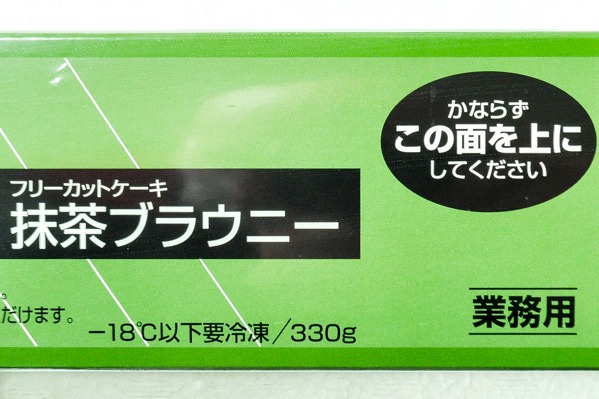 かならず
この面を上に
してください
フリーカットケーキ
抹茶ブラウニー
。
だけます。
−18℃以下要冷凍/330g
業務用